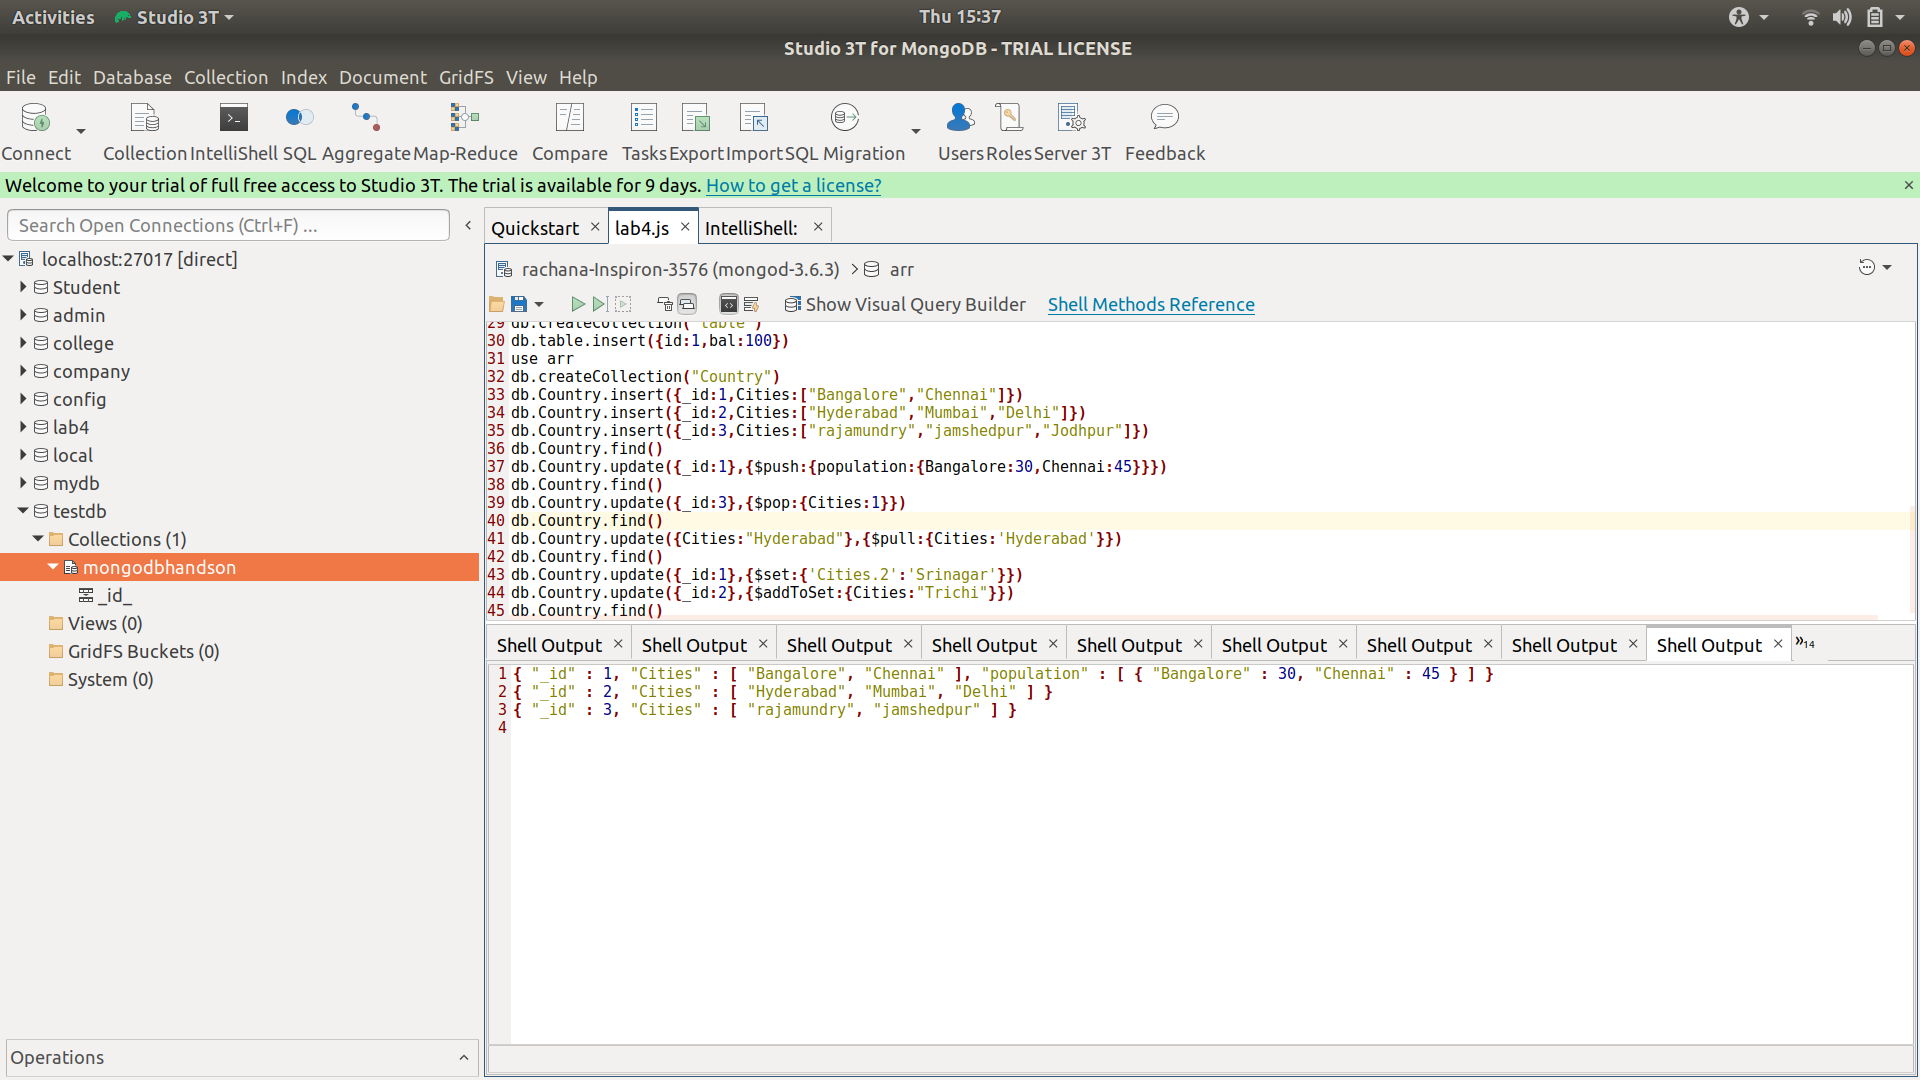 Activities Studio 3T Thu 15:37
Studio 3T for MongoDB - TRIAL LICENSE
File Edit Database Collection Index Document GridFS View Help
Connect Collection IntelliShell SQL Aggregate Map-Reduce Compare Tasks Export Import SQL Migration Users Roles Server 3T Feedback
Welcome to your trial of full free access to Studio 3T. The trial is available for 9 days. How to get a license?
Search Open Connections (Ctrl+F) ...
localhost:27017 [direct]
Student
admin
college
company
config
lab4
local
mydb
testdb
Collections (1)
mongodbhandson
_id_
Views (0)
GridFS Buckets (0)
System (0)
Operations
Quickstart lab4.js IntelliShell:
rachana-Inspiron-3576 (mongod-3.6.3) arr
Show Visual Query Builder Shell Methods Reference
29 db.createCollection("table")
30 db.table.insert({id:1,bal:100})
31 use arr
32 db.createCollection("Country")
33 db.Country.insert({_id:1,Cities:["Bangalore","Chennai"]})
34 db.Country.insert({_id:2,Cities:["Hyderabad","Mumbai","Delhi"]})
35 db.Country.insert({_id:3,Cities:["rajamundry","jamshedpur","Jodhpur"]})
36 db.Country.find()
37 db.Country.update({_id:1},{$push:{population:{Bangalore:30,Chennai:45}}})
38 db.Country.find()
39 db.Country.update({_id:3},{$pop:{Cities:1}})
40 db.Country.find()
41 db.Country.update({Cities:"Hyderabad"},{$pull:{Cities:'Hyderabad'}})
42 db.Country.find()
43 db.Country.update({_id:1},{$set:{'Cities.2':'Srinagar'}})
44 db.Country.update({_id:2},{$addToSet:{Cities:"Trichi"}})
45 db.Country.find()
Shell Output Shell Output Shell Output Shell Output Shell Output Shell Output Shell Output Shell Output Shell Output »14
1 { "_id" : 1, "Cities" : [ "Bangalore", "Chennai" ], "population" : [ { "Bangalore" : 30, "Chennai" : 45 } ] }
2 { "_id" : 2, "Cities" : [ "Hyderabad", "Mumbai", "Delhi" ] }
3 { "_id" : 3, "Cities" : [ "rajamundry", "jamshedpur" ] }
4